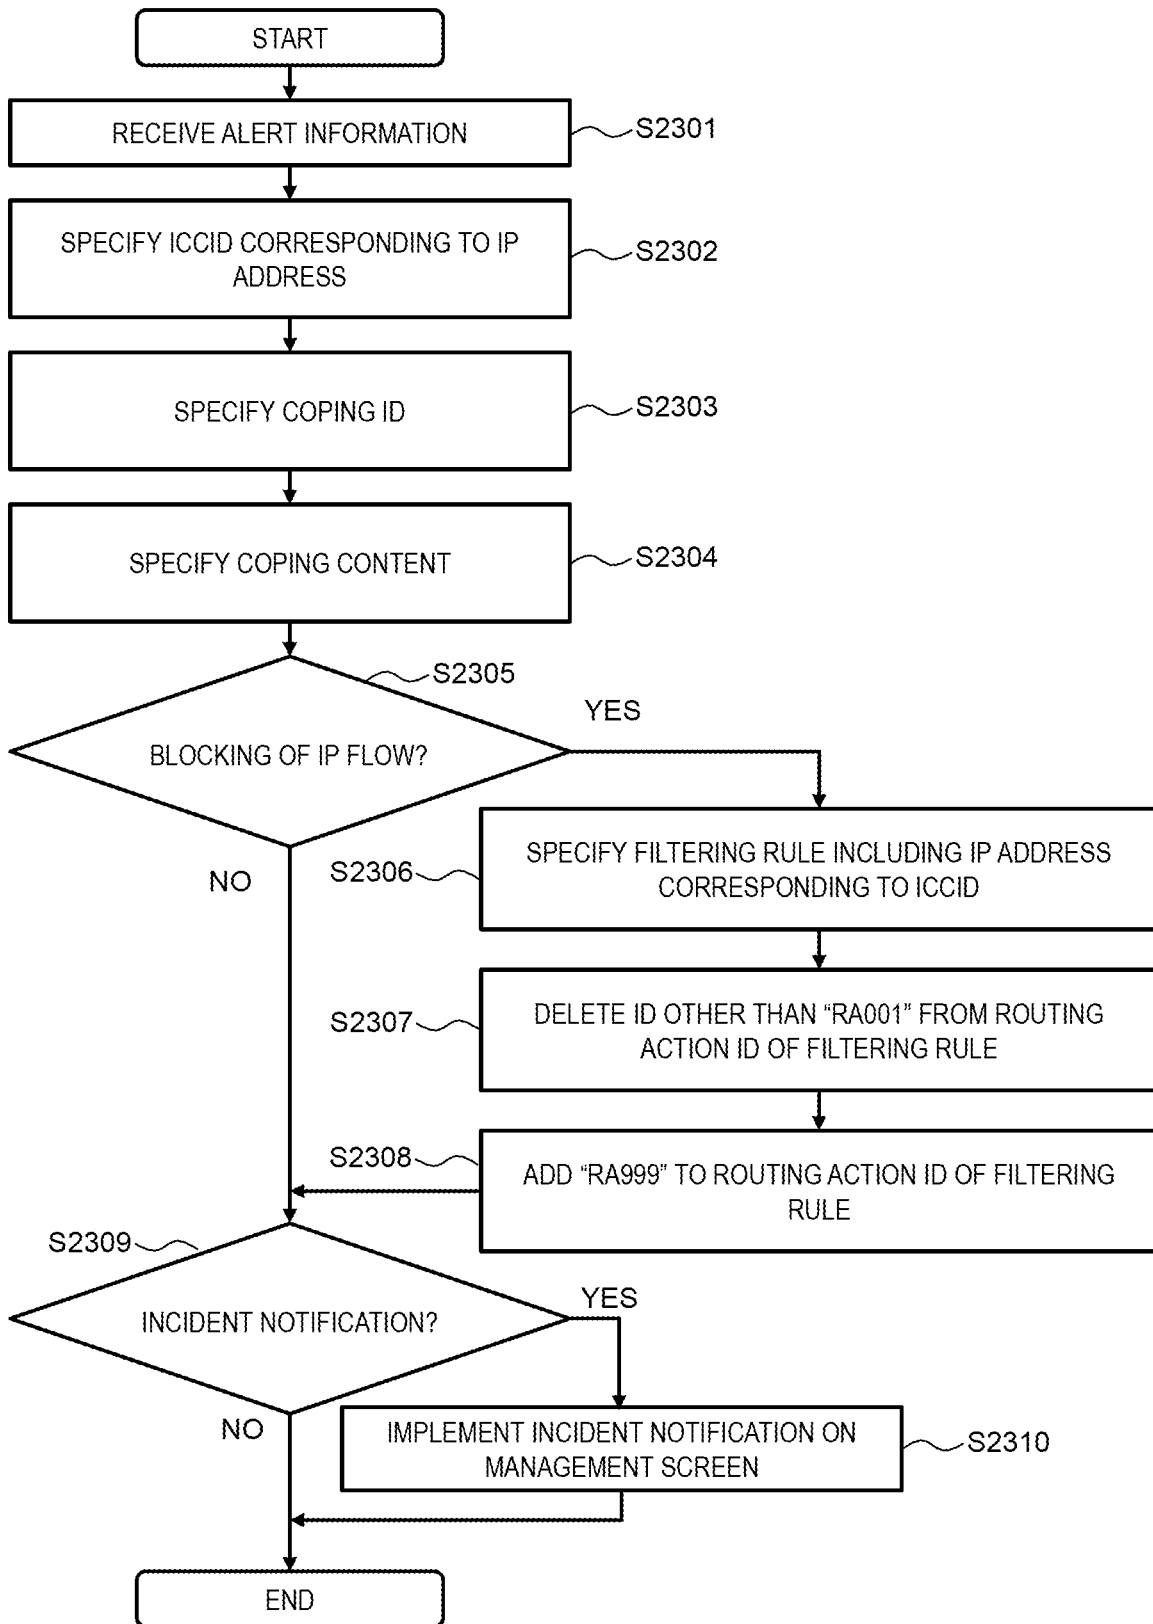 START
RECEIVE ALERT INFORMATION
S2301
SPECIFY ICCID CORRESPONDING TO IP
ADDRESS
S2302
SPECIFY COPING ID
S2303
SPECIFY COPING CONTENT
S2304
S2305
BLOCKING OF IP FLOW?
YES
NO
S2306
SPECIFY FILTERING RULE INCLUDING IP ADDRESS
CORRESPONDING TO ICCID
S2307
DELETE ID OTHER THAN “RA001” FROM ROUTING
ACTION ID OF FILTERING RULE
S2308
ADD “RA999” TO ROUTING ACTION ID OF FILTERING
RULE
S2309
INCIDENT NOTIFICATION?
YES
NO
IMPLEMENT INCIDENT NOTIFICATION ON
MANAGEMENT SCREEN
S2310
END